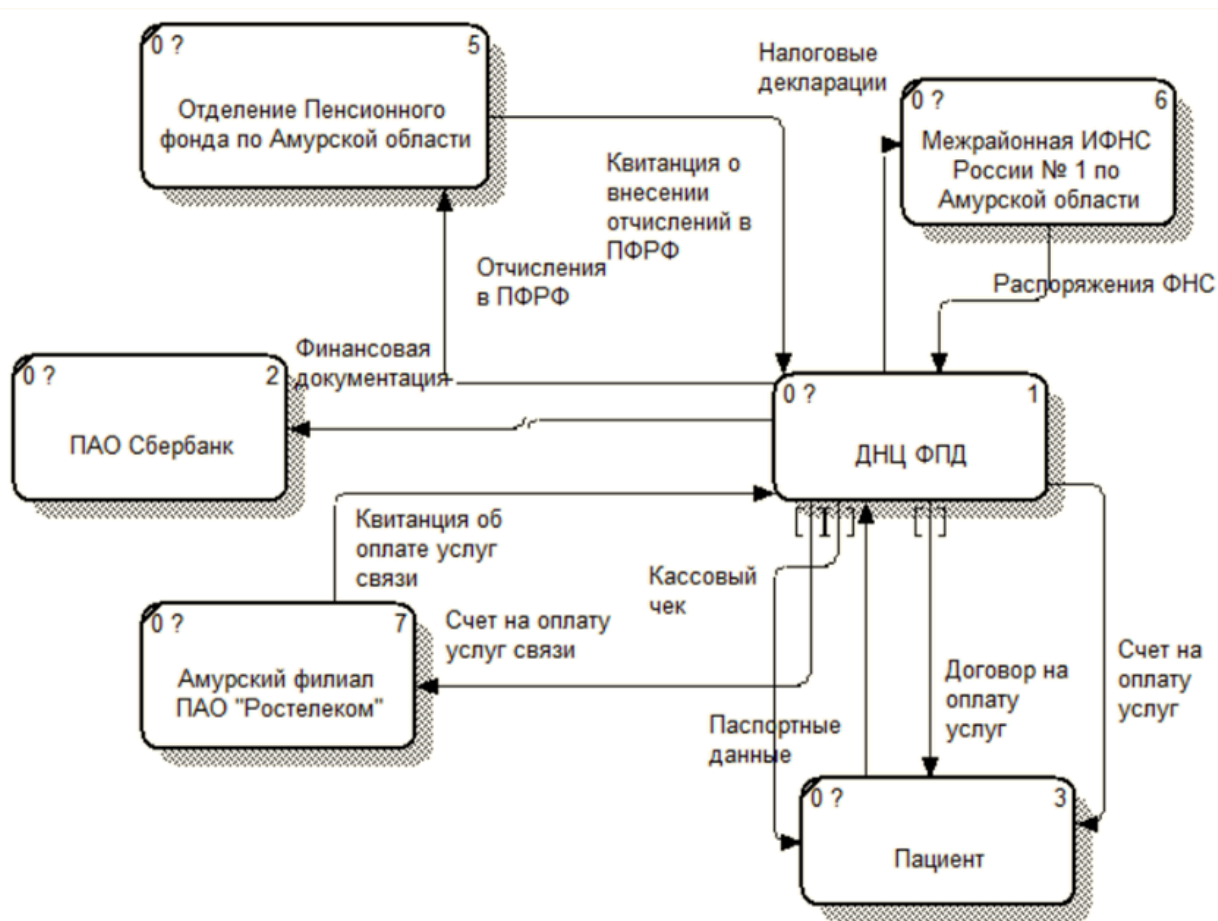 0 ?
5
Отделение Пенсионного
фонда по Амурской области
Налоговые
декларации
0 ?
6
Межрайонная ИФНС
России № 1 по
Амурской области
Квитанция о
внесении
отчислений в
ПФРФ
Отчисления
в ПФРФ
Распоряжения ФНС
Финансовая
документация
0 ?
2
ПАО Сбербанк
0 ?
1
ДНЦ ФПД
Квитанция об
оплате услуг
связи
Кассовый
чек
0 ?
7
Амурский филиал
ПАО "Ростелеком"
Счет на оплату
услуг связи
Паспортные
данные
Договор на
оплату
услуг
Счет на
оплату
услуг
0 ?
3
Пациент